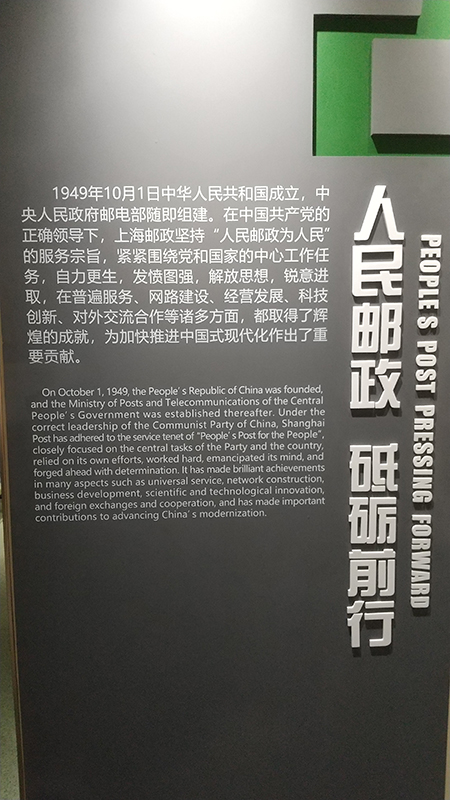 1949年10月1日中华人民共和国成立，中
央人民政府邮电部随即组建。在中国共产党的
正确领导下，上海邮政坚持“人民邮政为人民”
的服务宗旨，紧紧围绕党和国家的中心工作任
务，自力更生，发愤图强，解放思想，锐意进
取，在普遍服务、网路建设、经营发展、科技
创新、对外交流合作等诸多方面，都取得了辉
煌的成就，为加快推进中国式现代化作出了重
要贡献。
On October 1, 1949, the People's Republic of China was founded,
and the Ministry of Posts and Telecommunications of the Central
People's Government was established thereafter. Under the
correct leadership of the Communist Party of China, Shanghai
Post has adhered to the service tenet of "People's Post for the People",
closely focused on the central tasks of the Party and the country,
relied on its own efforts, worked hard, emancipated its mind, and
forged ahead with determination. It has made brilliant achievements
in many aspects such as universal service, network construction,
business development, scientific and technological innovation,
and foreign exchanges and cooperation, and has made important
contributions to advancing China's modernization.
人民邮政 砥砺前行
PEOPLE'S POST PRESSING FORWARD